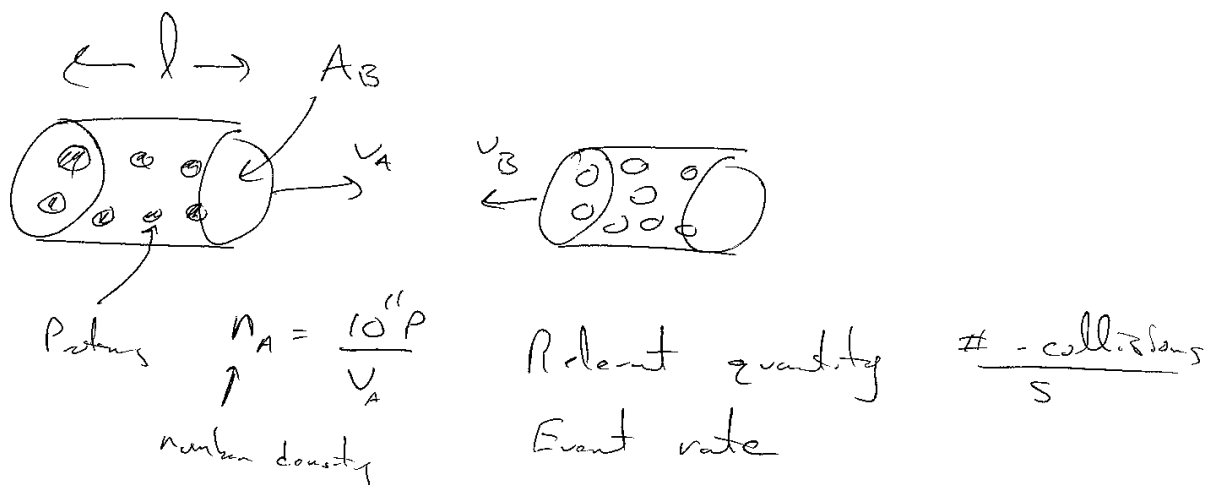 l
A_B
v_A
v_B
Protons n_A = 10^11 P / V_A
number density
Relevant quantity # collisions / s
Event rate